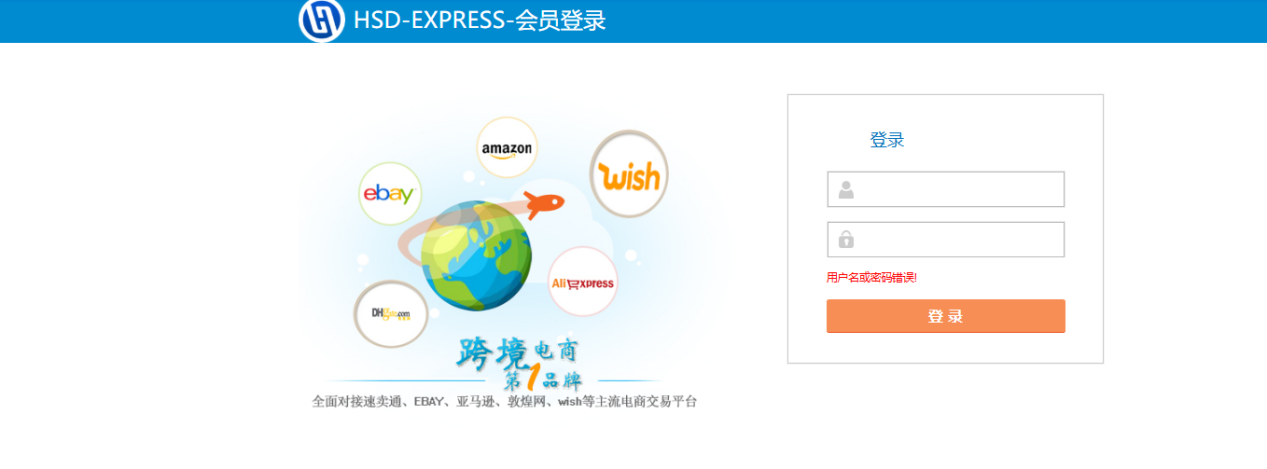 HSD-EXPRESS-会员登录
amazon
wish
ebay
AliExpress
DHgate.com
跨境电商
第1品牌
全面对接速卖通、EBAY、亚马逊、敦煌网、wish等主流电商交易平台
登录
用户名或密码错误!
登 录